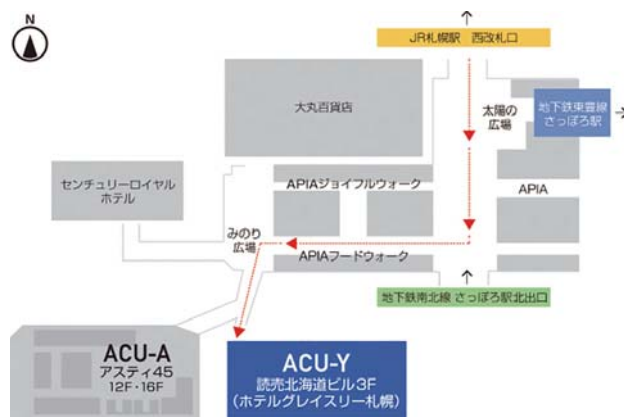 N
JR札幌駅 西改札口
大丸百貨店
太陽の
広場
地下鉄東豊線
さっぽろ駅
センチュリーロイヤル
ホテル
APIAジョイフルウォーク
APIA
みのり
広場
APIAフードウォーク
地下鉄南北線 さっぽろ駅北出口
ACU-A
アスティ45
12F・16F
ACU-Y
読売北海道ビル3F
(ホテルグレイスリー札幌)